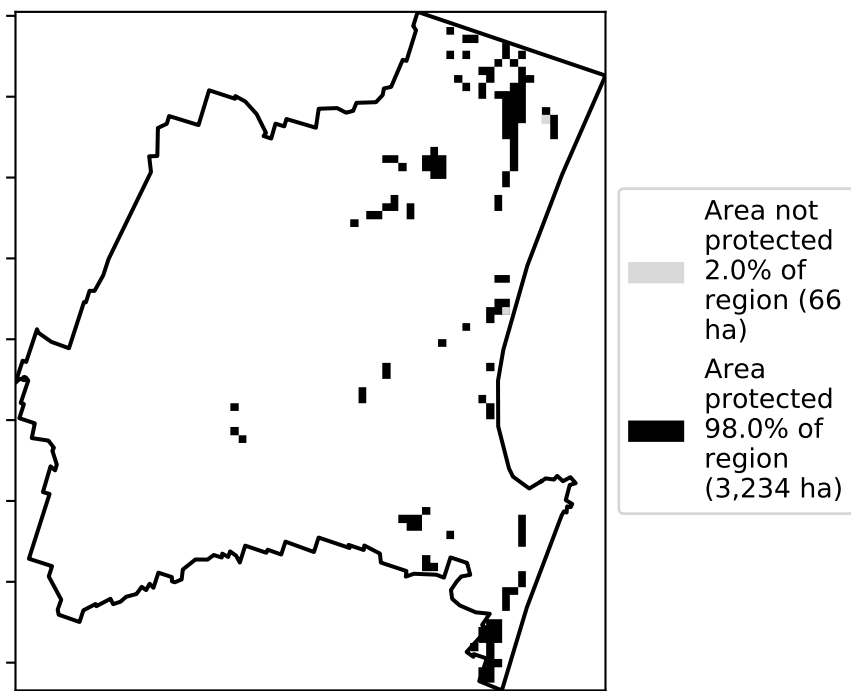 Area not
protected
2.0% of
region (66
ha)
Area
protected
98.0% of
region
(3,234 ha)